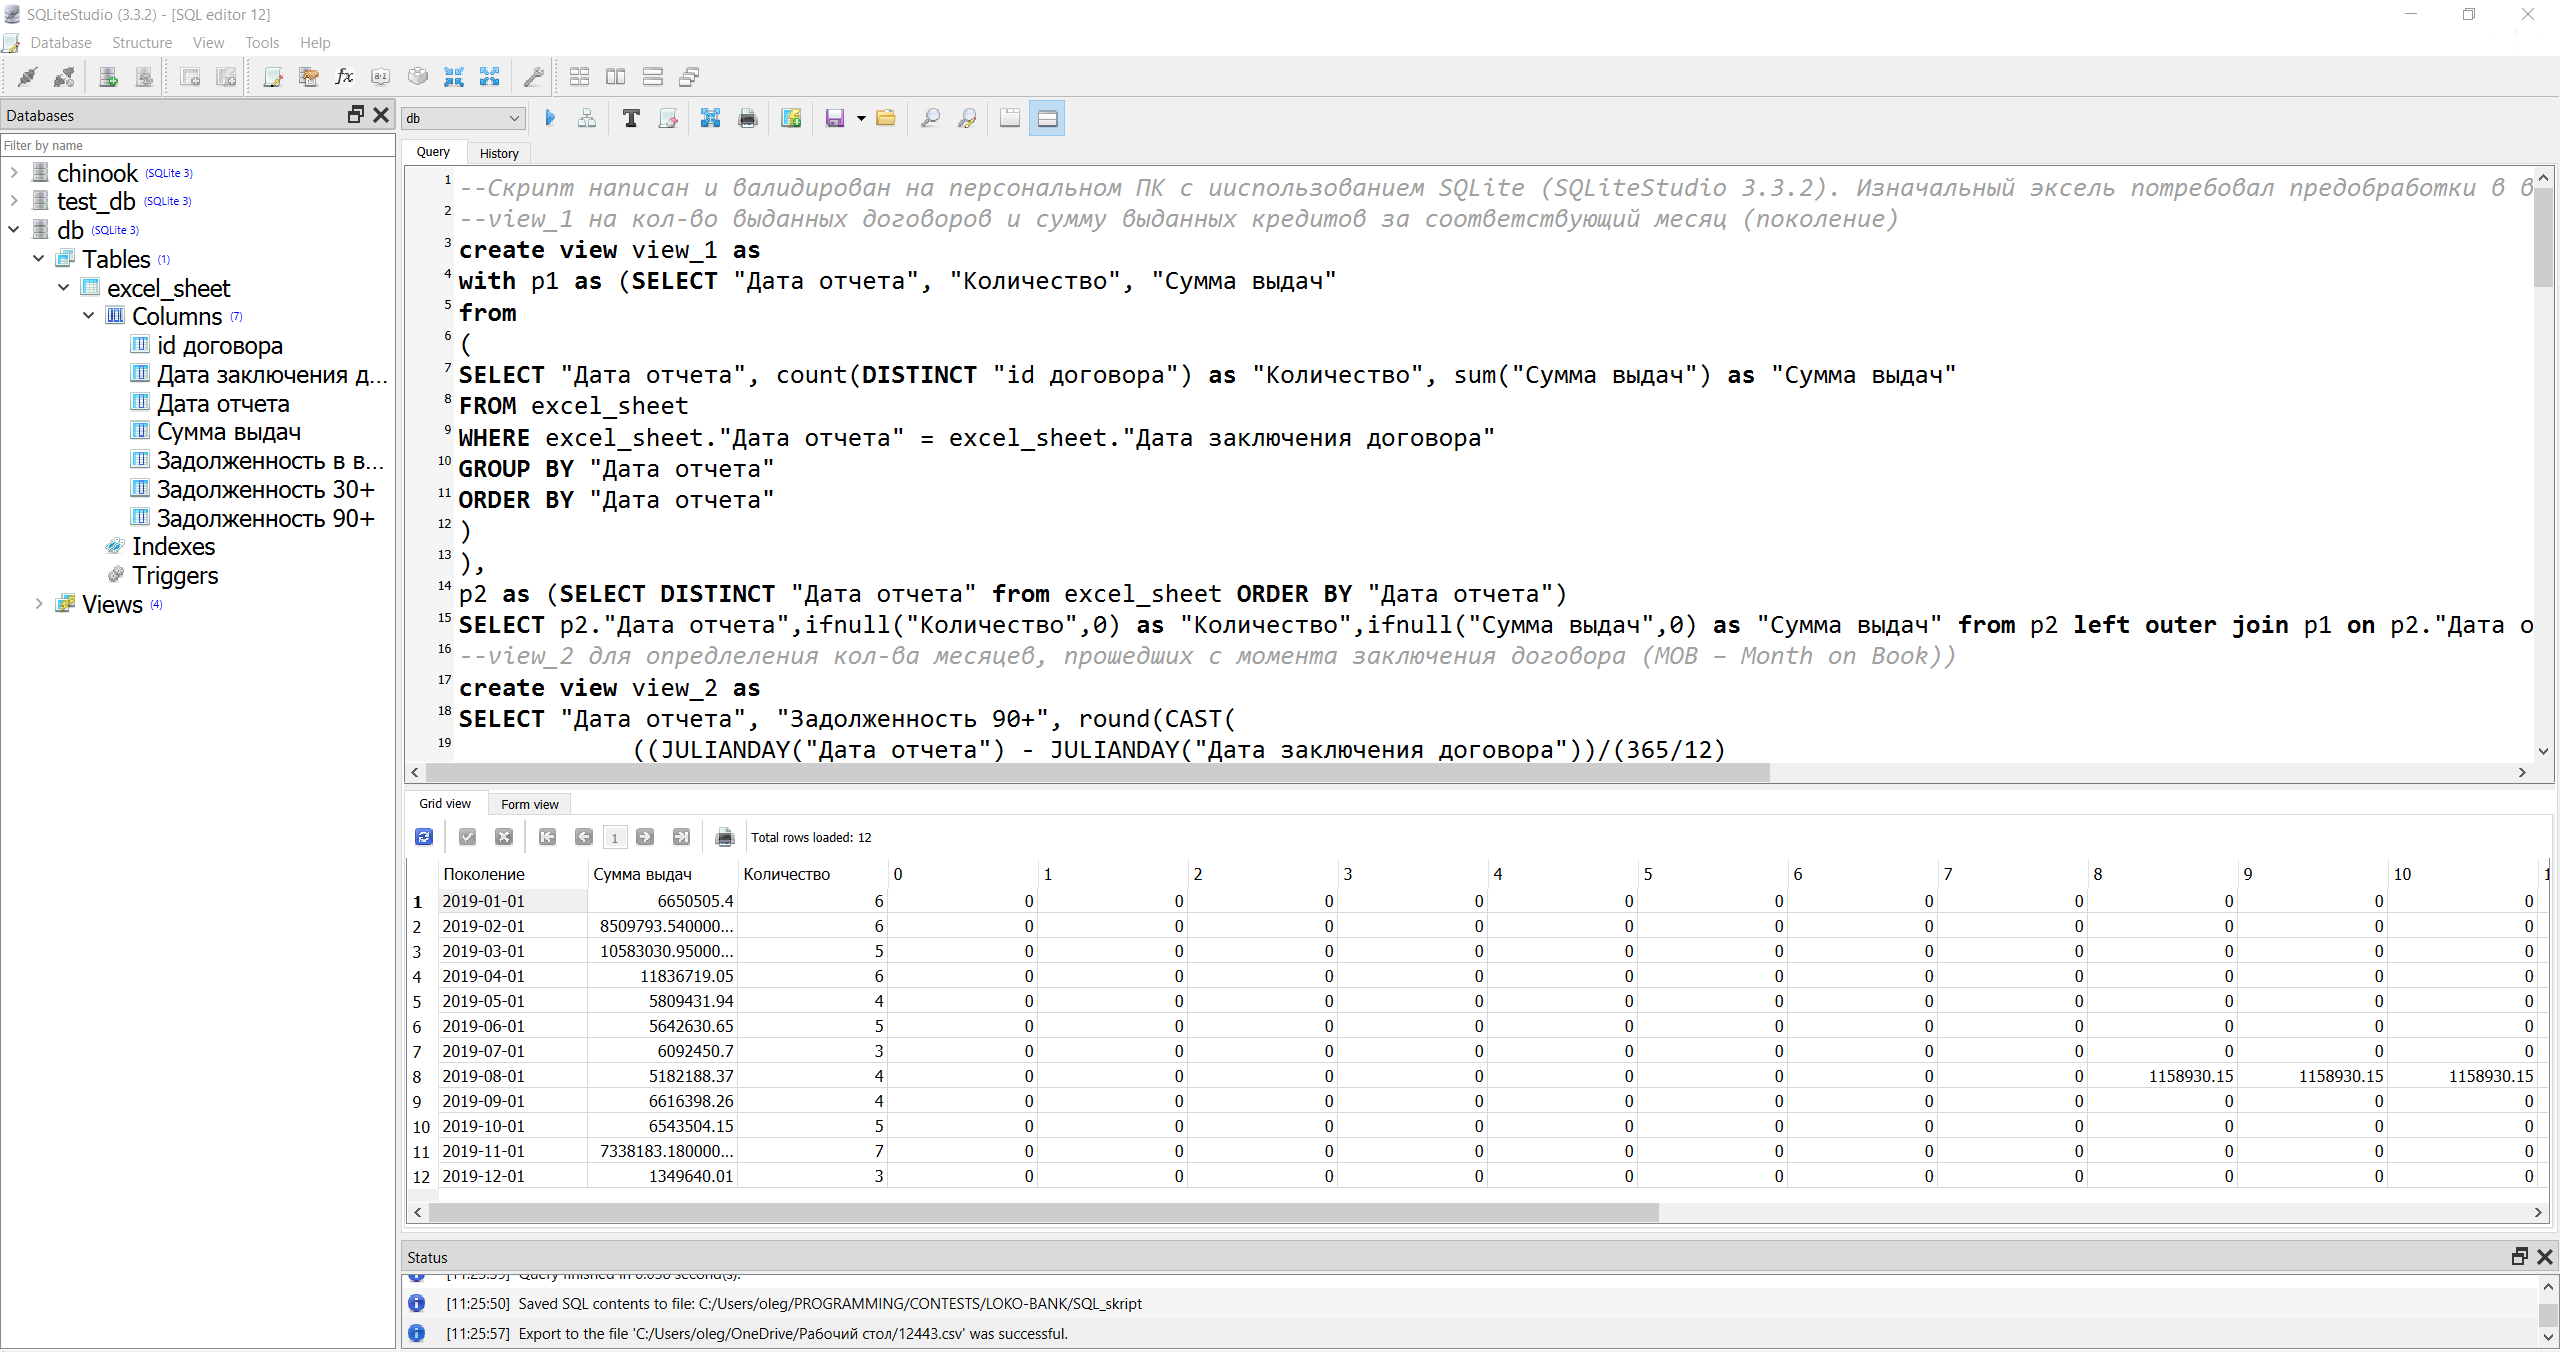 SQLiteStudio (3.3.2) - [SQL editor 12]
Database Structure View Tools Help
Databases
Filter by name
chinook (SQLite 3)
test_db (SQLite 3)
db (SQLite 3)
Tables (1)
excel_sheet
Columns (7)
id договора
Дата заключения д...
Дата отчета
Сумма выдач
Задолженность в в...
Задолженность 30+
Задолженность 90+
Indexes
Triggers
Views (4)
db
Query History
1 --Скрипт написан и валидирован на персональном ПК с ииспользованием SQLite (SQLiteStudio 3.3.2). Изначальный эксель потребовал предобработки в в
2 --view_1 на кол-во выданных договоров и сумму выданных кредитов за соответствующий месяц (поколение)
3 create view view_1 as
4 with p1 as (SELECT "Дата отчета", "Количество", "Сумма выдач"
5 from
6 (
7 SELECT "Дата отчета", count(DISTINCT "id договора") as "Количество", sum("Сумма выдач") as "Сумма выдач"
8 FROM excel_sheet
9 WHERE excel_sheet."Дата отчета" = excel_sheet."Дата заключения договора"
10 GROUP BY "Дата отчета"
11 ORDER BY "Дата отчета"
12 )
13 ),
14 p2 as (SELECT DISTINCT "Дата отчета" from excel_sheet ORDER BY "Дата отчета")
15 SELECT p2."Дата отчета",ifnull("Количество",0) as "Количество",ifnull("Сумма выдач",0) as "Сумма выдач" from p2 left outer join p1 on p2."Дата о
16 --view_2 для опредлеления кол-ва месяцев, прошедших с момента заключения договора (MOB – Month on Book))
17 create view view_2 as
18 SELECT "Дата отчета", "Задолженность 90+", round(CAST(
19 ((JULIANDAY("Дата отчета") - JULIANDAY("Дата заключения договора"))/(365/12)
Grid view Form view
1 Total rows loaded: 12
Поколение Сумма выдач Количество 0 1 2 3 4 5 6 7 8 9 10 1
1 2019-01-01 6650505.4 6 0 0 0 0 0 0 0 0 0 0 0
2 2019-02-01 8509793.540000... 6 0 0 0 0 0 0 0 0 0 0 0
3 2019-03-01 10583030.95000... 5 0 0 0 0 0 0 0 0 0 0 0
4 2019-04-01 11836719.05 6 0 0 0 0 0 0 0 0 0 0 0
5 2019-05-01 5809431.94 4 0 0 0 0 0 0 0 0 0 0 0
6 2019-06-01 5642630.65 5 0 0 0 0 0 0 0 0 0 0 0
7 2019-07-01 6092450.7 3 0 0 0 0 0 0 0 0 0 0 0
8 2019-08-01 5182188.37 4 0 0 0 0 0 0 0 0 1158930.15 1158930.15 1158930.15
9 2019-09-01 6616398.26 4 0 0 0 0 0 0 0 0 0 0 0
10 2019-10-01 6543504.15 5 0 0 0 0 0 0 0 0 0 0 0
11 2019-11-01 7338183.180000... 7 0 0 0 0 0 0 0 0 0 0 0
12 2019-12-01 1349640.01 3 0 0 0 0 0 0 0 0 0 0 0
Status
Query finished in 0.038 second(s).
[11:25:50] Saved SQL contents to file: C:/Users/oleg/PROGRAMMING/CONTESTS/LOKO-BANK/SQL_skript
[11:25:57] Export to the file 'C:/Users/oleg/OneDrive/Рабочий стол/12443.csv' was successful.